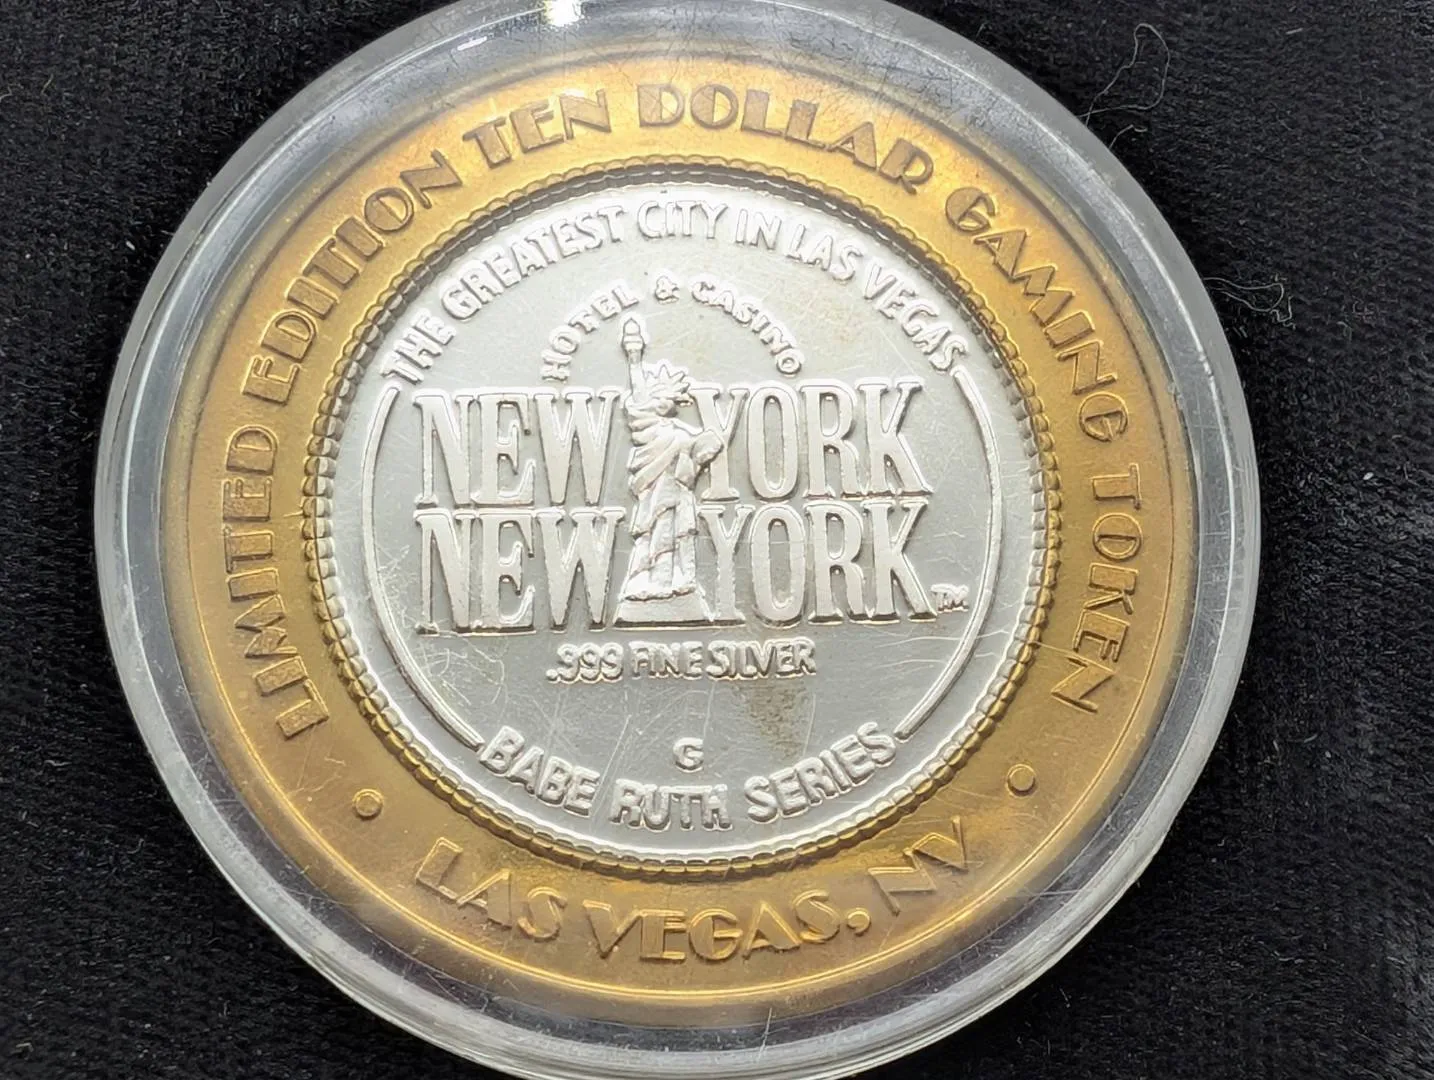 LIMITED EDITION TEN DOLLAR GAMING TOKEN
THE GREATEST CITY IN LAS VEGAS
HOTEL & CASINO
NEW YORK
NEW YORK TM
.999 FINE SILVER
G
BABE RUTH SERIES
• LAS VEGAS, NV •